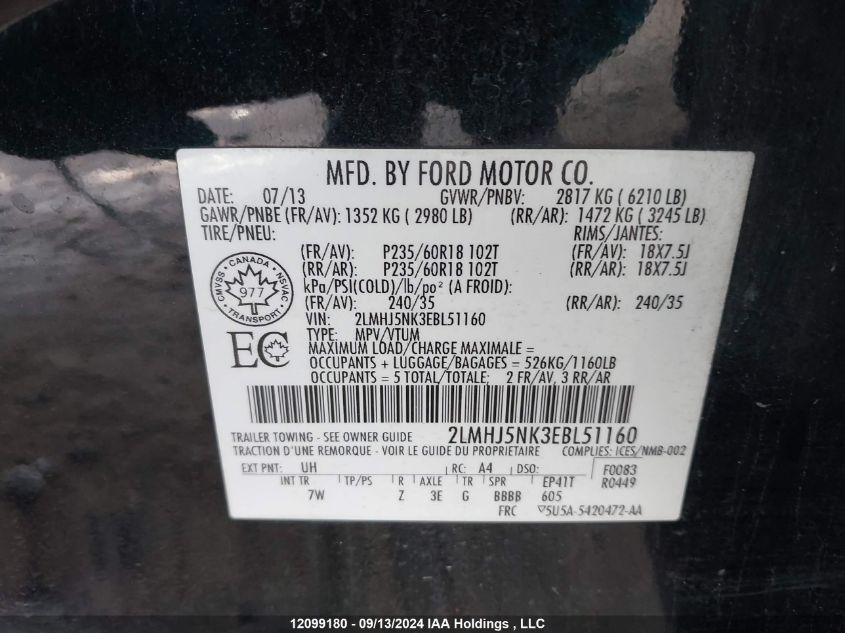 MFD. BY FORD MOTOR CO.
DATE: 07/13 GVWR/PNBV: 2817 KG ( 6210 LB)
GAWR/PNBE (FR/AV): 1352 KG ( 2980 LB) (RR/AR): 1472 KG ( 3245 LB)
TIRE/PNEU: RIMS/JANTES:
(FR/AV): P235/60R18 102T (FR/AV): 18X7.5J
(RR/AR): P235/60R18 102T (RR/AR): 18X7.5J
kPa/PSI(COLD)/lb/po² (A FROID):
(FR/AV): 240/35 (RR/AR): 240/35
CANADA
CMVSS NSVAC
977
TRANSPORT
VIN: 2LMHJ5NK3EBL51160
TYPE: MPV/VTUM
EC
MAXIMUM LOAD/CHARGE MAXIMALE =
OCCUPANTS + LUGGAGE/BAGAGES = 526KG/1160LB
OCCUPANTS = 5 TOTAL/TOTALE; 2 FR/AV, 3 RR/AR
TRAILER TOWING - SEE OWNER GUIDE 2LMHJ5NK3EBL51160
TRACTION D'UNE REMORQUE - VOIR LE GUIDE DU PROPRIETAIRE COMPLIES: ICES/NMB-002
EXT PNT: UH RC: A4 DSO: F0083
INT TR TP/PS R AXLE TR SPR EP41T R0449
7W Z 3E G BBBB 605
FRC 5U5A-5420472-AA
12099180 - 09/13/2024 IAA Holdings , LLC